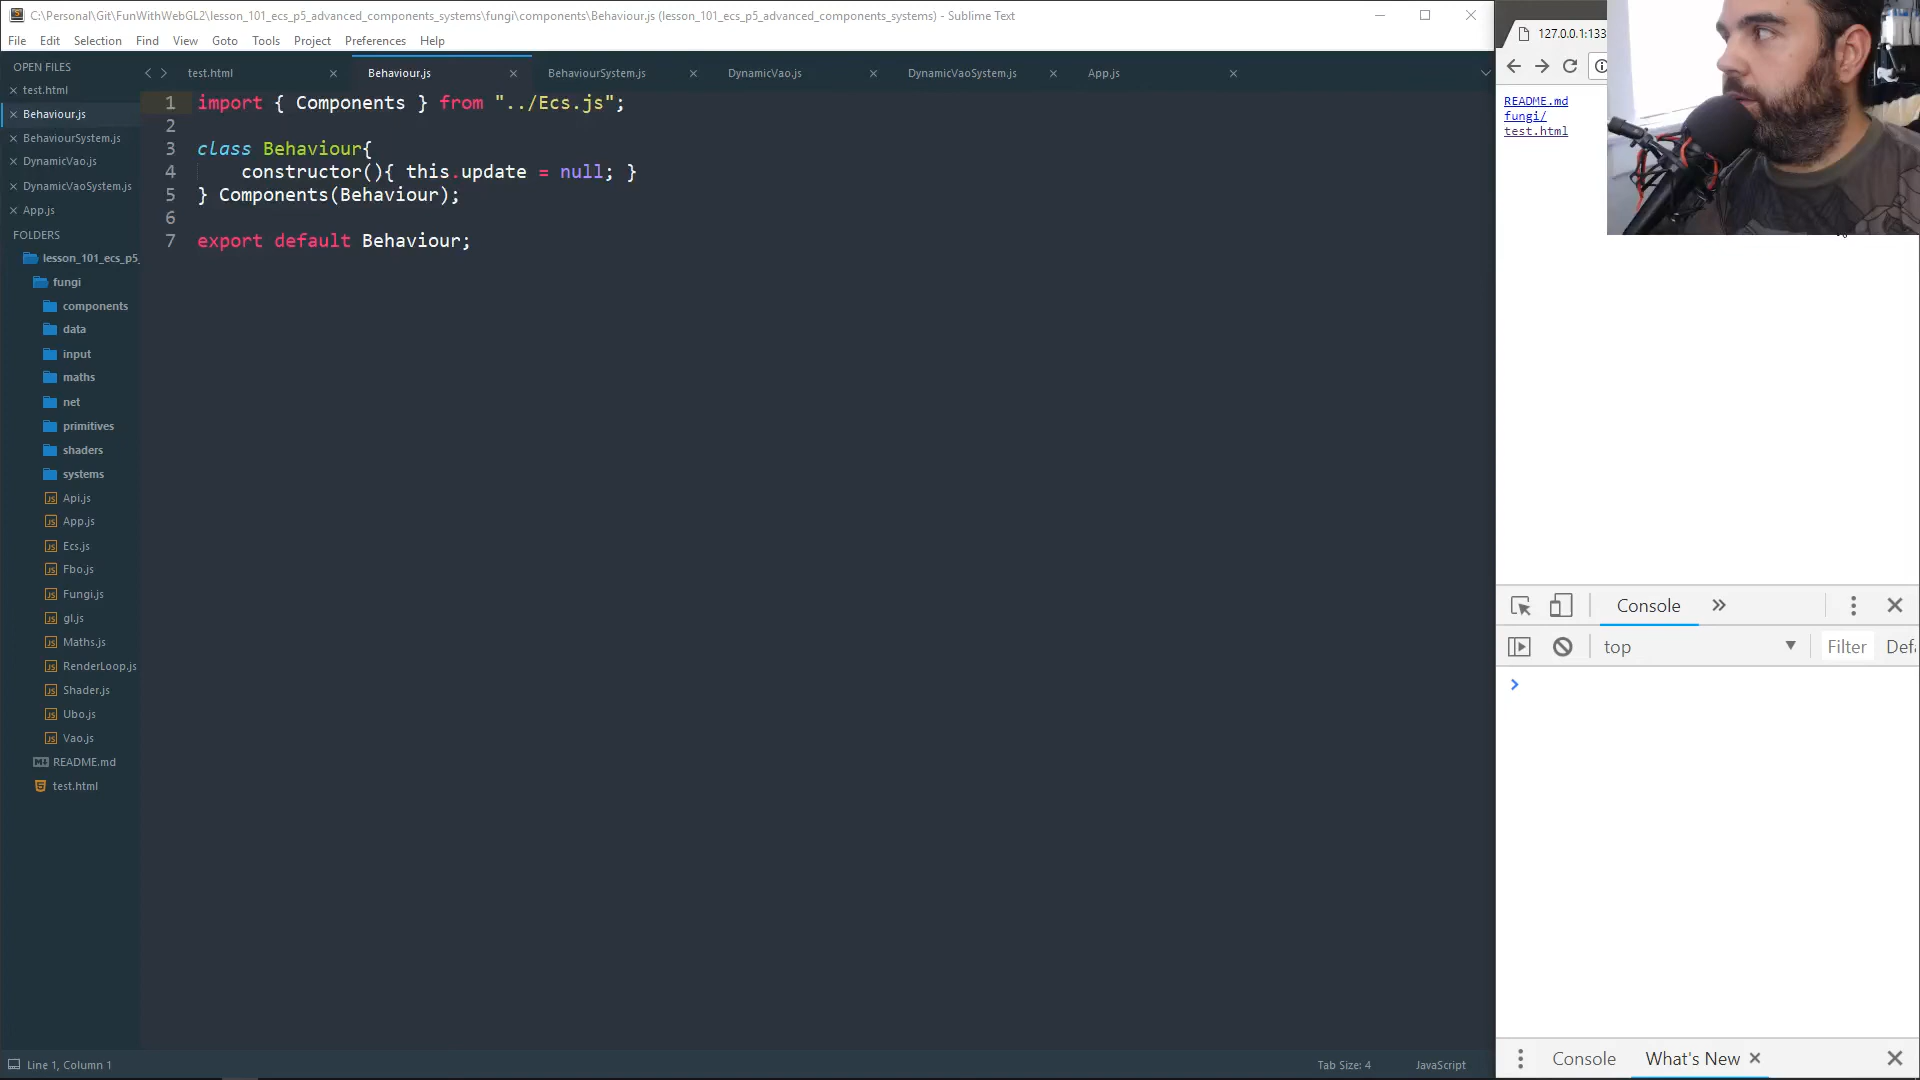 C:\Personal\Git\FunWithWebGL2\lesson_101_ecs_p5_advanced_components_systems\fungi\components\Behaviour.js (lesson_101_ecs_p5_advanced_components_systems) - Sublime Text
File Edit Selection Find View Goto Tools Project Preferences Help
OPEN FILES
test.html
Behaviour.js
BehaviourSystem.js
DynamicVao.js
DynamicVaoSystem.js
App.js
FOLDERS
lesson_101_ecs_p5_
fungi
components
data
input
maths
net
primitives
shaders
systems
Api.js
App.js
Ecs.js
Fbo.js
Fungi.js
gl.js
Maths.js
RenderLoop.js
Shader.js
Ubo.js
Vao.js
README.md
test.html
test.html Behaviour.js BehaviourSystem.js DynamicVao.js DynamicVaoSystem.js App.js
1 import { Components } from "../Ecs.js";
2
3 class Behaviour{
4 constructor(){ this.update = null; }
5 } Components(Behaviour);
6
7 export default Behaviour;
Line 1, Column 1
Tab Size: 4 JavaScript
127.0.0.1:133
README.md
fungi/
test.html
Console
top Filter Defa
Console What's New